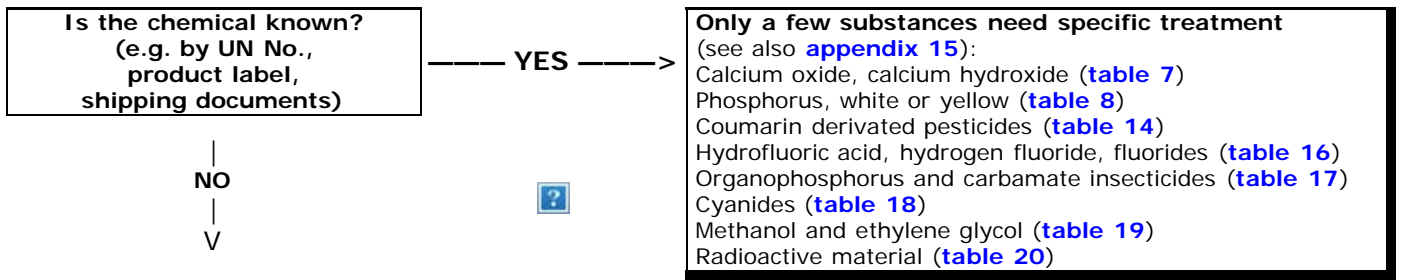 Is the chemical known?
(e.g. by UN No.,
product label,
shipping documents)
——— YES ———>
Only a few substances need specific treatment
(see also appendix 15):
Calcium oxide, calcium hydroxide (table 7)
Phosphorus, white or yellow (table 8)
Coumarin derivated pesticides (table 14)
Hydrofluoric acid, hydrogen fluoride, fluorides (table 16)
Organophosphorus and carbamate insecticides (table 17)
Cyanides (table 18)
Methanol and ethylene glycol (table 19)
Radioactive material (table 20)
|
NO
|
V
?